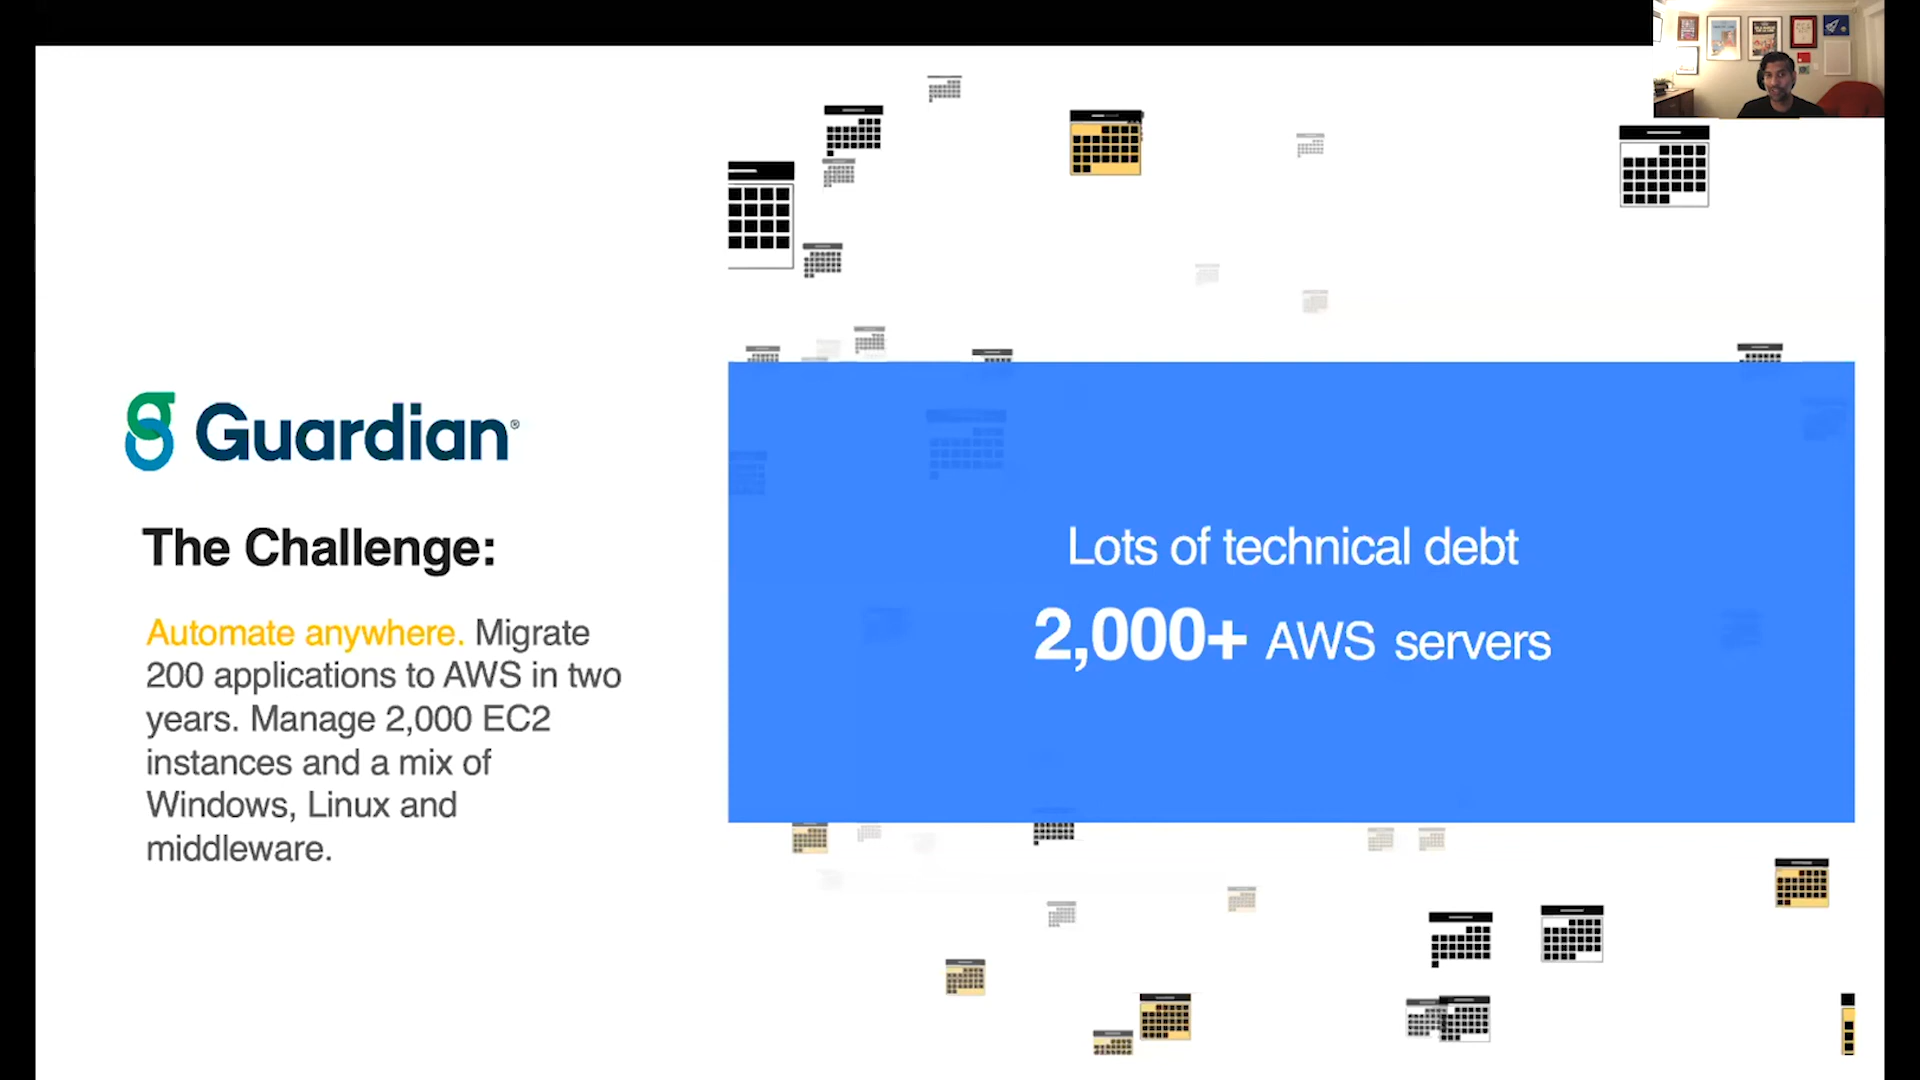 Guardian®
The Challenge:
Automate anywhere. Migrate
200 applications to AWS in two
years. Manage 2,000 EC2
instances and a mix of
Windows, Linux and
middleware.
Lots of technical debt
2,000+ AWS servers